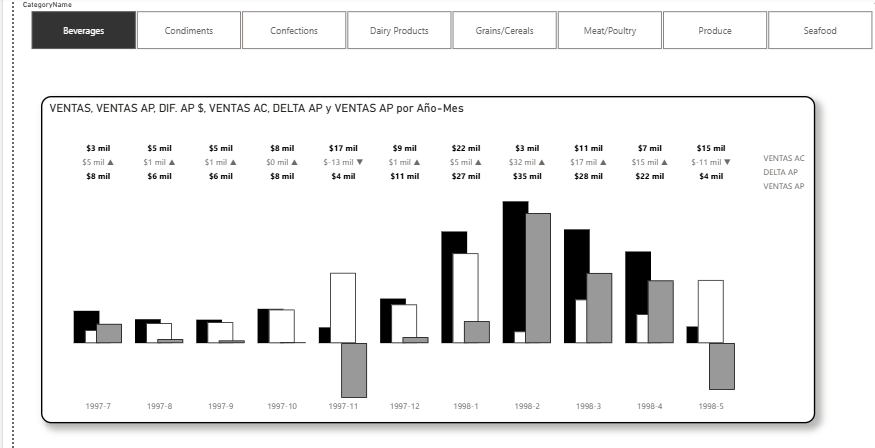 CategoryName
Beverages Condiments Confections Dairy Products Grains/Cereals Meat/Poultry Produce Seafood
VENTAS, VENTAS AP, DIF. AP $, VENTAS AC, DELTA AP y VENTAS AP por Año-Mes
$3 mil $5 mil $5 mil $8 mil $17 mil $9 mil $22 mil $3 mil $11 mil $7 mil $15 mil
$5 mil ▲ $1 mil ▲ $1 mil ▲ $0 mil ▲ $-13 mil ▼ $1 mil ▲ $5 mil ▲ $32 mil ▲ $17 mil ▲ $15 mil ▲ $-11 mil ▼
$8 mil $6 mil $6 mil $8 mil $4 mil $11 mil $27 mil $35 mil $28 mil $22 mil $4 mil
VENTAS AC
DELTA AP
VENTAS AP
1997-7 1997-8 1997-9 1997-10 1997-11 1997-12 1998-1 1998-2 1998-3 1998-4 1998-5